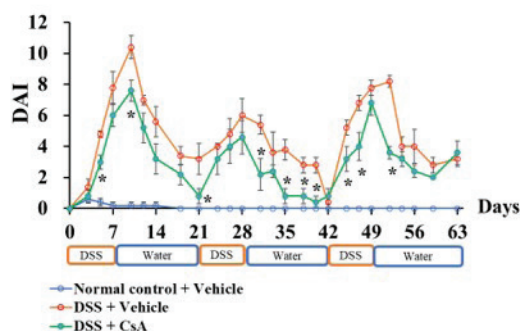 12
10
8
6
4
2
0
DAI
0 7 14 21 28 35 42 49 56 63 Days
DSS Water DSS Water DSS Water
* * * * * * * * * *
Normal control + Vehicle
DSS + Vehicle
DSS + CsA